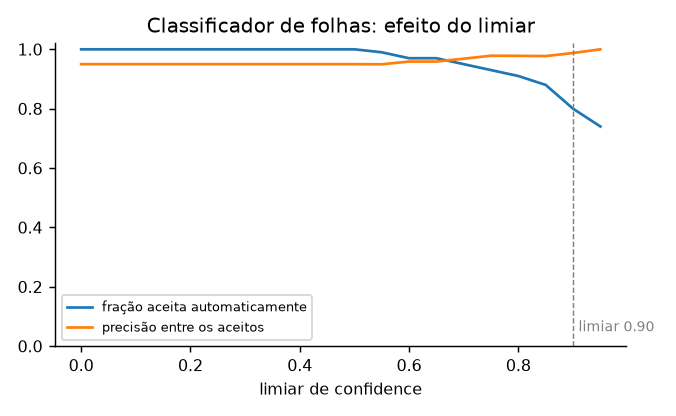 Classificador de folhas: efeito do limiar
1.0
0.8
0.6
0.4
0.2
0.0
fração aceita automaticamente
precisão entre os aceitos
limiar 0.90
0.0 0.2 0.4 0.6 0.8
limiar de confidence